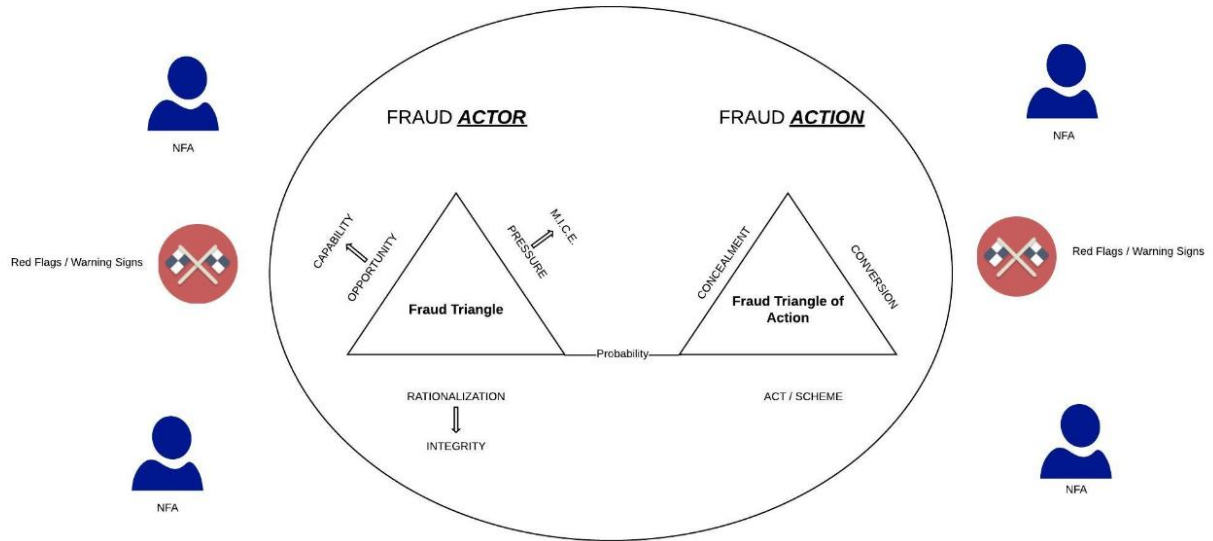 NFA
NFA
FRAUD ACTOR
FRAUD ACTION
CAPABILITY
OPPORTUNITY
PRESSURE
M.I.C.E.
CONCEALMENT
CONVERSION
Red Flags / Warning Signs
Red Flags / Warning Signs
Fraud Triangle
Fraud Triangle of
Action
Probability
RATIONALIZATION
ACT / SCHEME
INTEGRITY
NFA
NFA